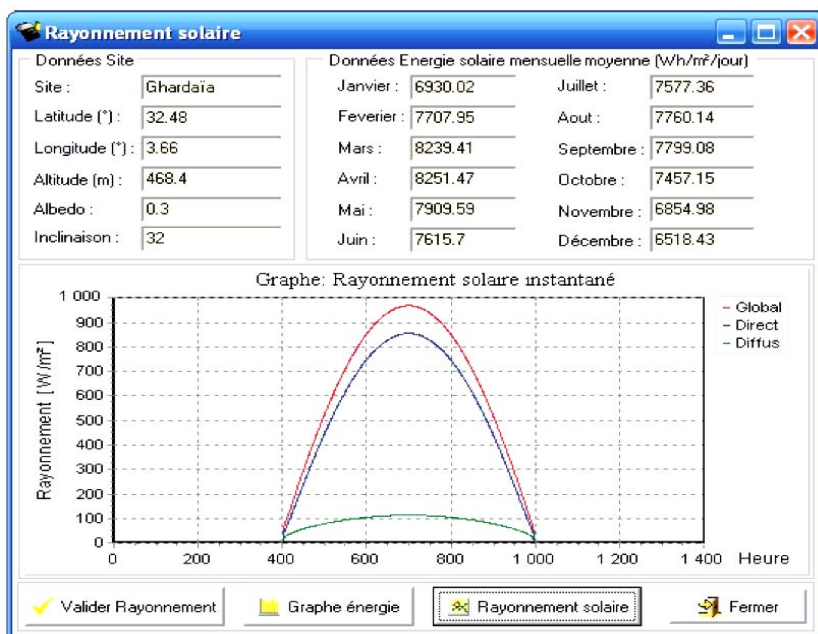 Rayonnement solaire
Données Site
Site : Ghardaïa
Latitude (°) : 32.48
Longitude (°) : 3.66
Altitude (m) : 468.4
Albedo : 0.3
Inclinaison : 32
Données Energie solaire mensuelle moyenne (Wh/m²/jour)
Janvier : 6930.02 Juillet : 7577.36
Feverier : 7707.95 Aout : 7760.14
Mars : 8239.41 Septembre : 7799.08
Avril : 8251.47 Octobre : 7457.15
Mai : 7909.59 Novembre : 6854.98
Juin : 7615.7 Décembre : 6518.43
Graphe: Rayonnement solaire instantané
Rayonnement [W/m²]
1 000
900
800
700
600
500
400
300
200
100
0
0 200 400 600 800 1 000 1 200 1 400 Heure
Global
Direct
Diffus
Valider Rayonnement Graphe énergie Rayonnement solaire Fermer